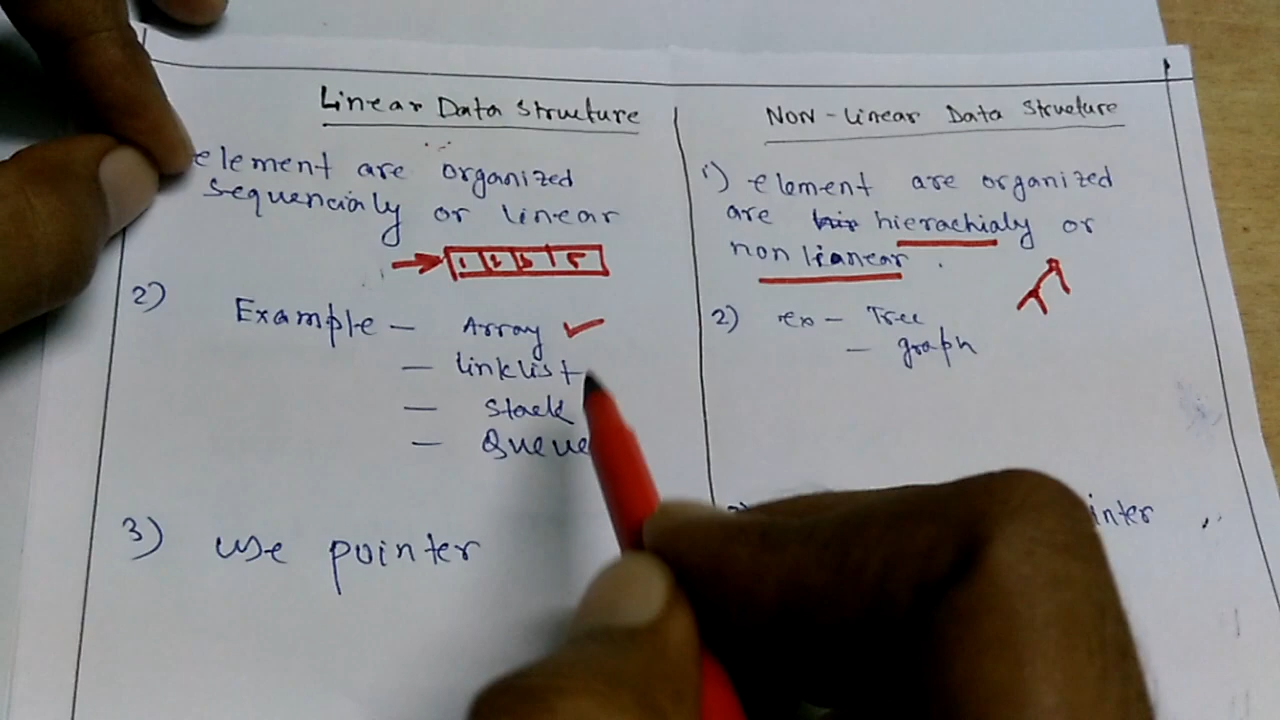 Linear Data Structure
element are organized
sequencialy or linear
2) Example - Array
- linklist
- Stack
- Queue
3) use pointer
Non-Linear Data Structure
1) element are organized
are hierachialy or
non lianear.
2) ex - Tree
- graph
inter